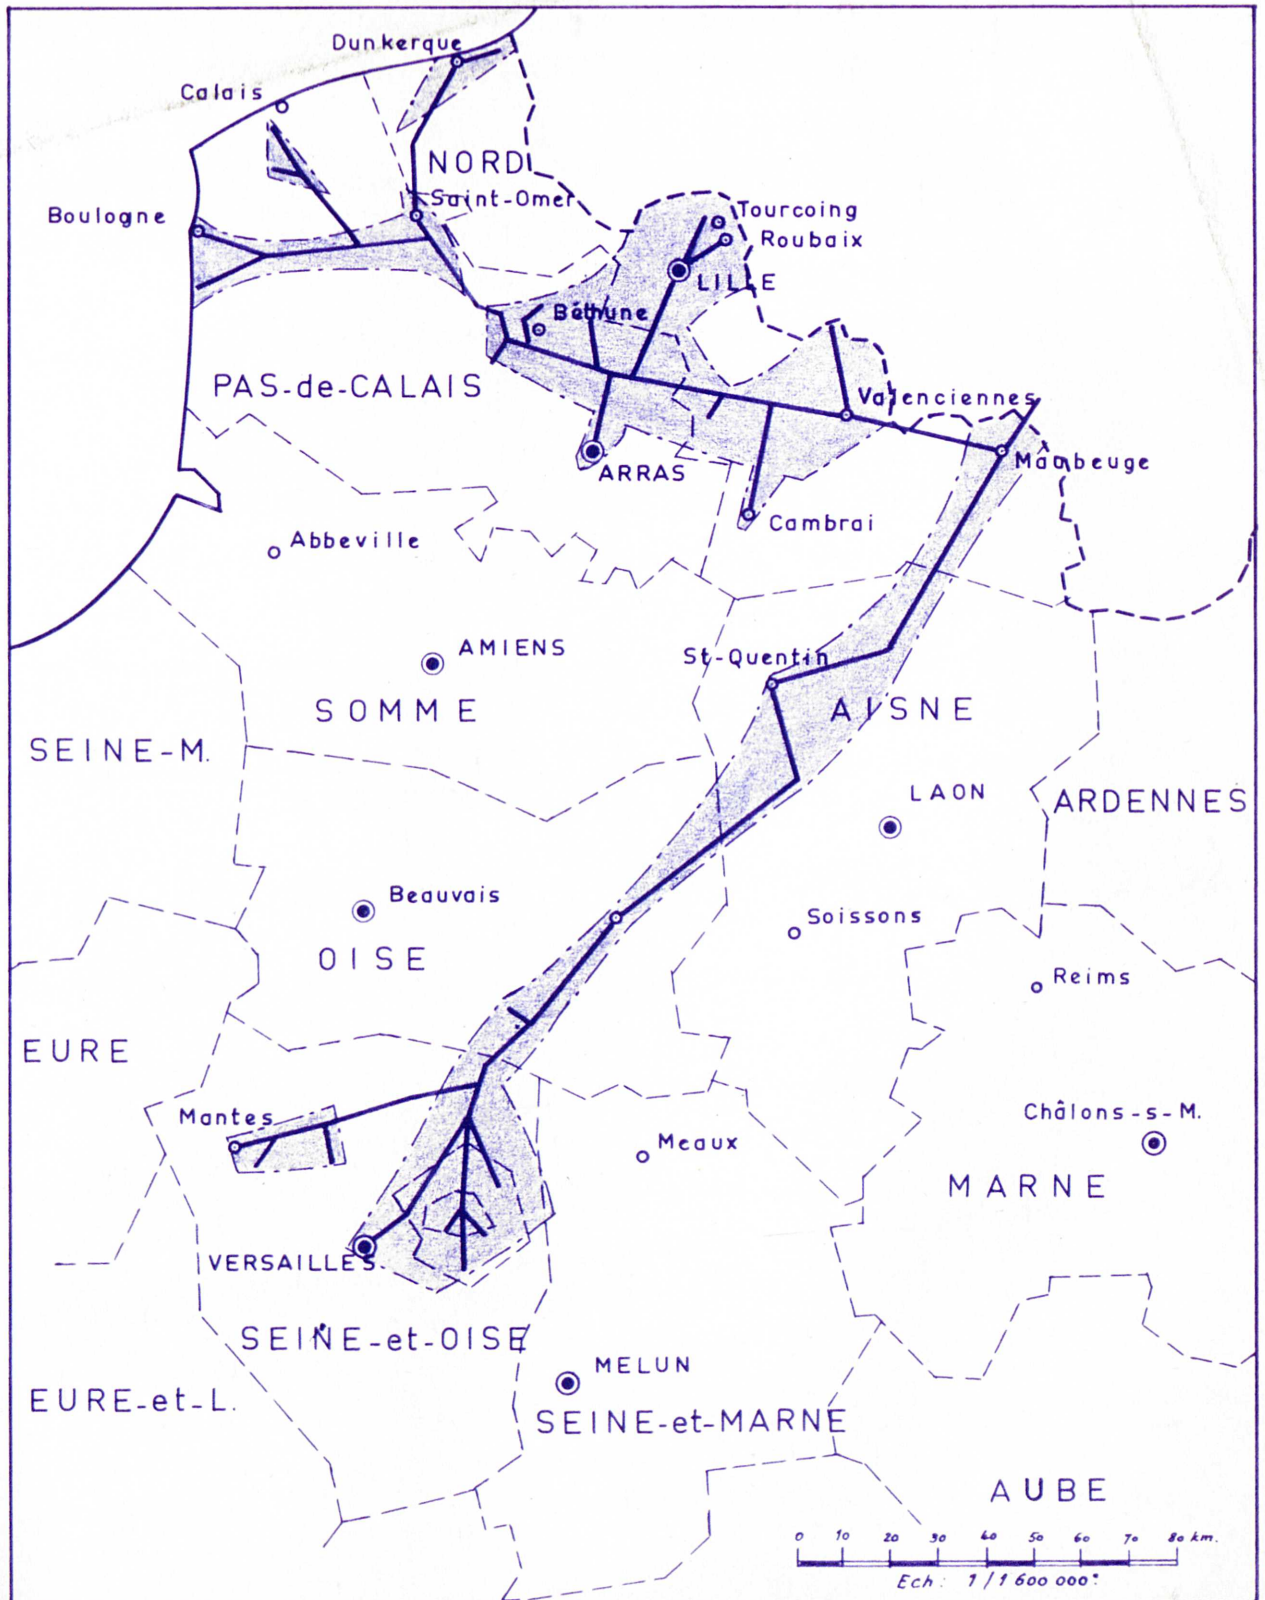 Dunkerque
Calais
NORD
Saint-Omer
Boulogne
Tourcoing
Roubaix
LILLE
Béthune
PAS-de-CALAIS
Valenciennes
Mâubeuge
ARRAS
Cambrai
Abbeville
AMIENS
St-Quentin
SOMME
AISNE
SEINE-M.
LAON
ARDENNES
Beauvais
Soissons
OISE
Reims
EURE
Mantes
Châlons-s-M.
Meaux
MARNE
VERSAILLES
SEINE-et-OISE
MELUN
EURE-et-L.
SEINE-et-MARNE
AUBE
0 10 20 30 40 50 60 70 80 km.
Ech: 1/1 600 000e